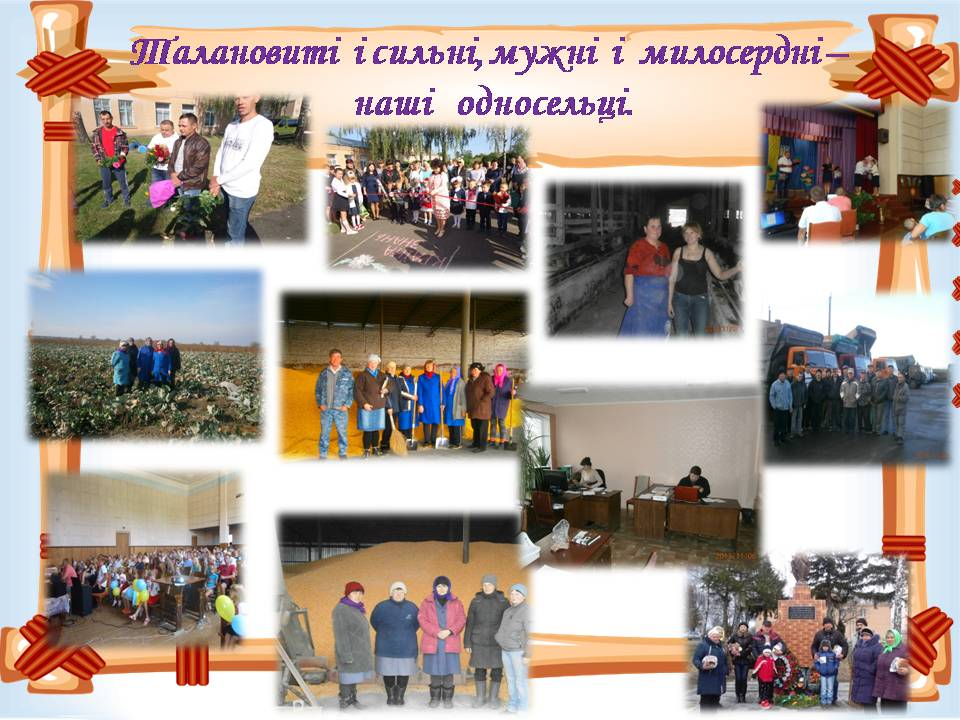 Талановиті і сильні, мужні і милосердні –
наші односельці.